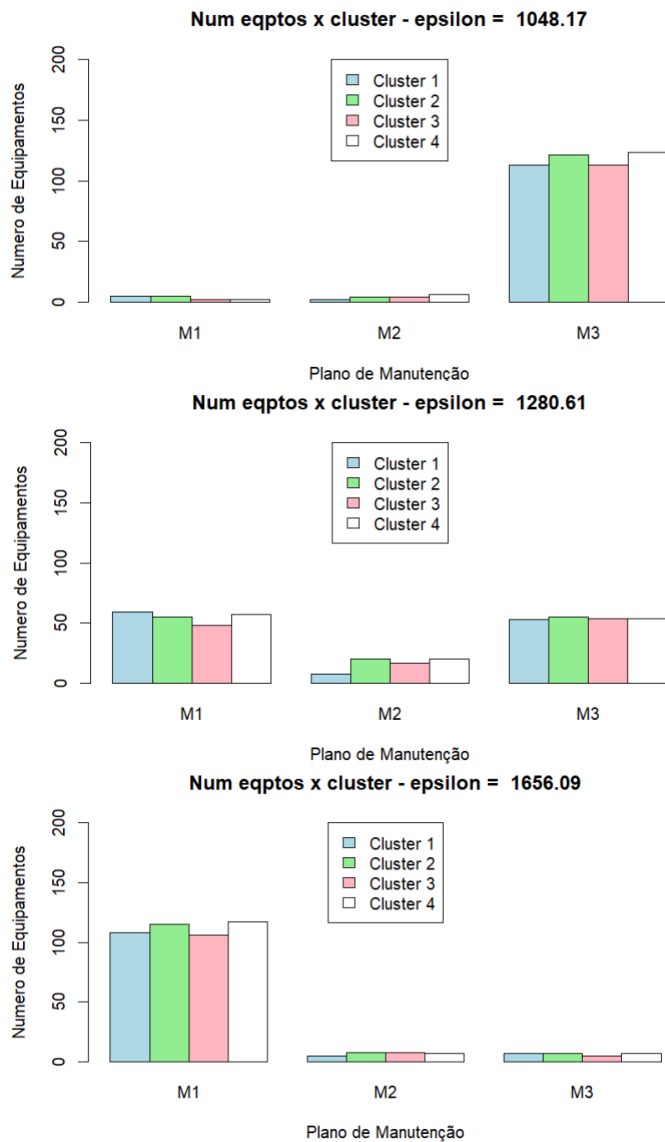 Num eqptos x cluster - epsilon = 1048.17
Numero de Equipamentos
200
150
100
50
0
Cluster 1
Cluster 2
Cluster 3
Cluster 4
M1
M2
M3
Plano de Manutenção
Num eqptos x cluster - epsilon = 1280.61
Numero de Equipamentos
200
150
100
50
0
Cluster 1
Cluster 2
Cluster 3
Cluster 4
M1
M2
M3
Plano de Manutenção
Num eqptos x cluster - epsilon = 1656.09
Numero de Equipamentos
200
150
100
50
0
Cluster 1
Cluster 2
Cluster 3
Cluster 4
M1
M2
M3
Plano de Manutenção